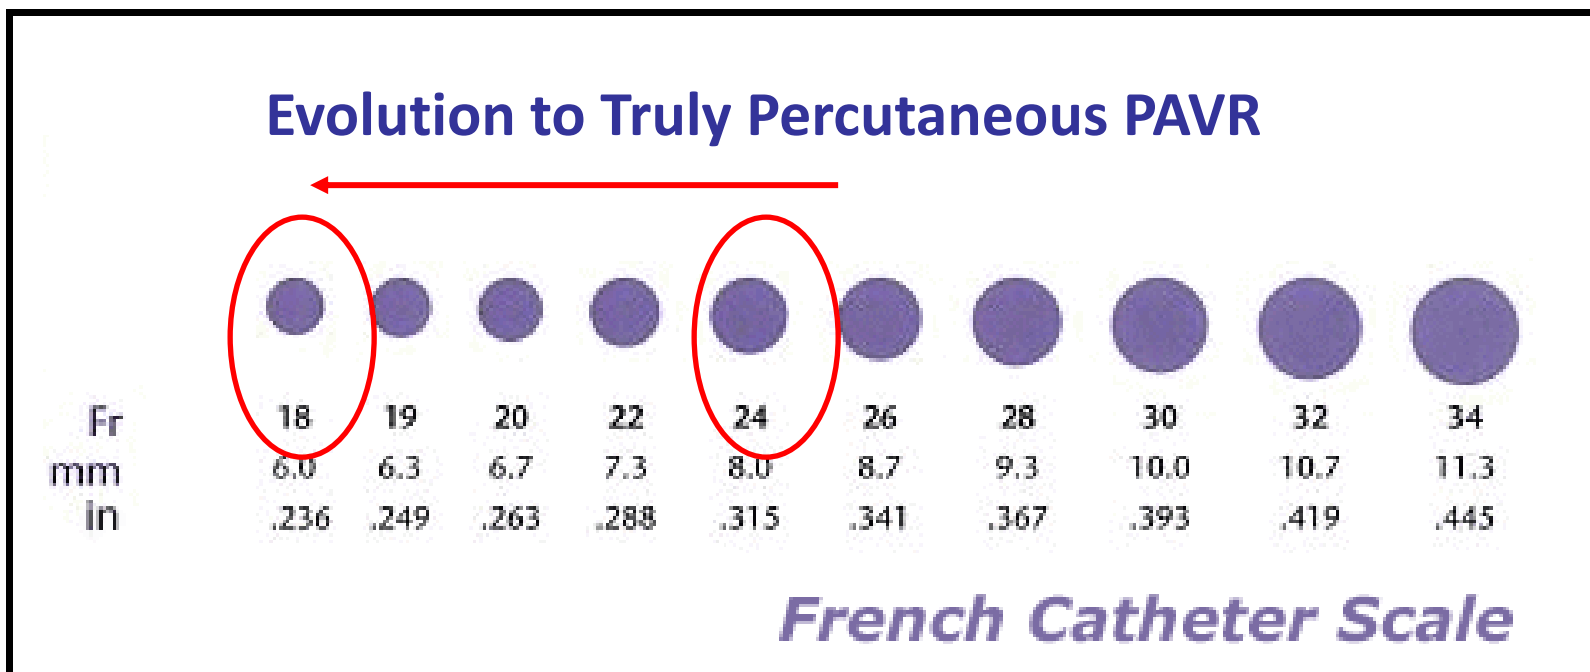 Evolution to Truly Percutaneous PAVR
Fr 18 19 20 22 24 26 28 30 32 34
mm 6.0 6.3 6.7 7.3 8.0 8.7 9.3 10.0 10.7 11.3
in .236 .249 .263 .288 .315 .341 .367 .393 .419 .445
French Catheter Scale